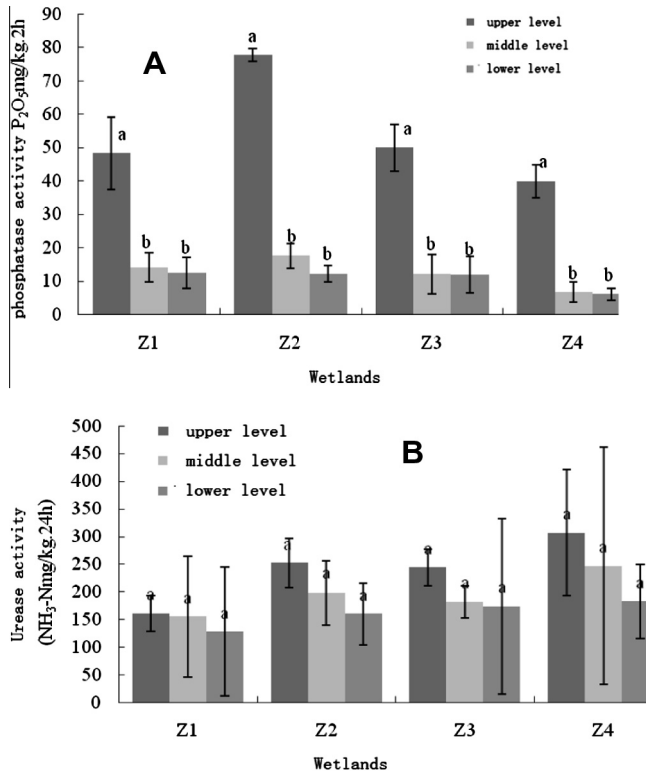 phosphatase activity P₂O₅mg/kg.2h
90
80
70
60
50
40
30
20
10
0
A
upper level
middle level
lower level
a
b
b
a
b
b
a
b
b
a
b
b
Z1
Z2
Z3
Z4
Wetlands
Urease activity
(NH₃-Nmg/kg.24h)
500
450
400
350
300
250
200
150
100
50
0
B
upper level
middle level
lower level
a
a
a
a
a
a
a
a
a
a
a
a
Z1
Z2
Z3
Z4
Wetlands